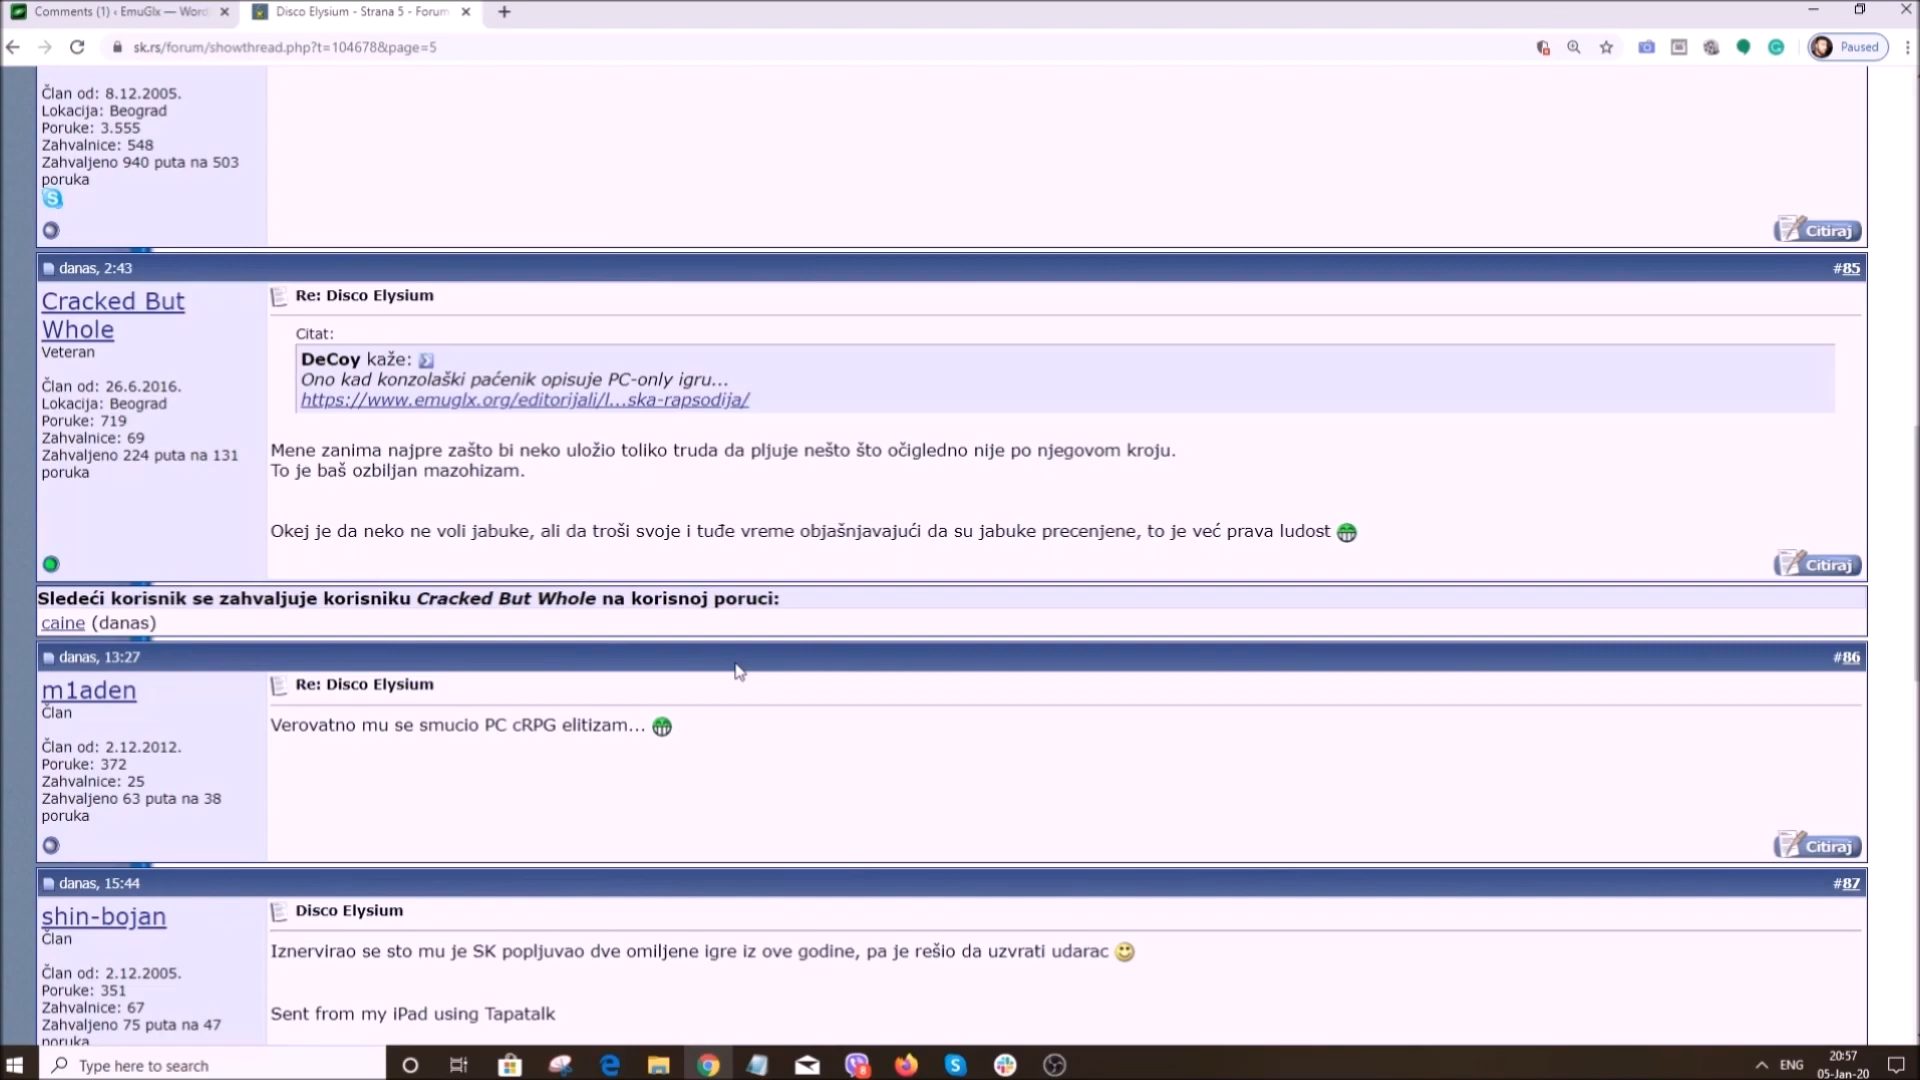 Comments (1) ‹ EmuGlx — Word
Disco Elysium - Strana 5 - Forum
sk.rs/forum/showthread.php?t=104678&page=5
Paused
Član od: 8.12.2005.
Lokacija: Beograd
Poruke: 3.555
Zahvalnice: 548
Zahvaljeno 940 puta na 503
poruka
Citiraj
danas, 2:43
#85
Cracked But
Whole
Veteran
Član od: 26.6.2016.
Lokacija: Beograd
Poruke: 719
Zahvalnice: 69
Zahvaljeno 224 puta na 131
poruka
Re: Disco Elysium
Citat:
DeCoy kaže:
Ono kad konzolaški paćenik opisuje PC-only igru...
https://www.emuglx.org/editorijali/l...ska-rapsodija/
Mene zanima najpre zašto bi neko uložio toliko truda da pljuje nešto što očigledno nije po njegovom kroju.
To je baš ozbiljan mazohizam.
Okej je da neko ne voli jabuke, ali da troši svoje i tuđe vreme objašnjavajući da su jabuke precenjene, to je već prava ludost
Citiraj
Sledeći korisnik se zahvaljuje korisniku Cracked But Whole na korisnoj poruci:
caine (danas)
danas, 13:27
#86
m1aden
Član
Član od: 2.12.2012.
Poruke: 372
Zahvalnice: 25
Zahvaljeno 63 puta na 38
poruka
Re: Disco Elysium
Verovatno mu se smucio PC cRPG elitizam...
Citiraj
danas, 15:44
#87
shin-bojan
Član
Član od: 2.12.2005.
Poruke: 351
Zahvalnice: 67
Zahvaljeno 75 puta na 47
poruka
Disco Elysium
Iznervirao se sto mu je SK popljuvao dve omiljene igre iz ove godine, pa je rešio da uzvrati udarac
Sent from my iPad using Tapatalk
Type here to search
ENG
20:57
05-Jan-20